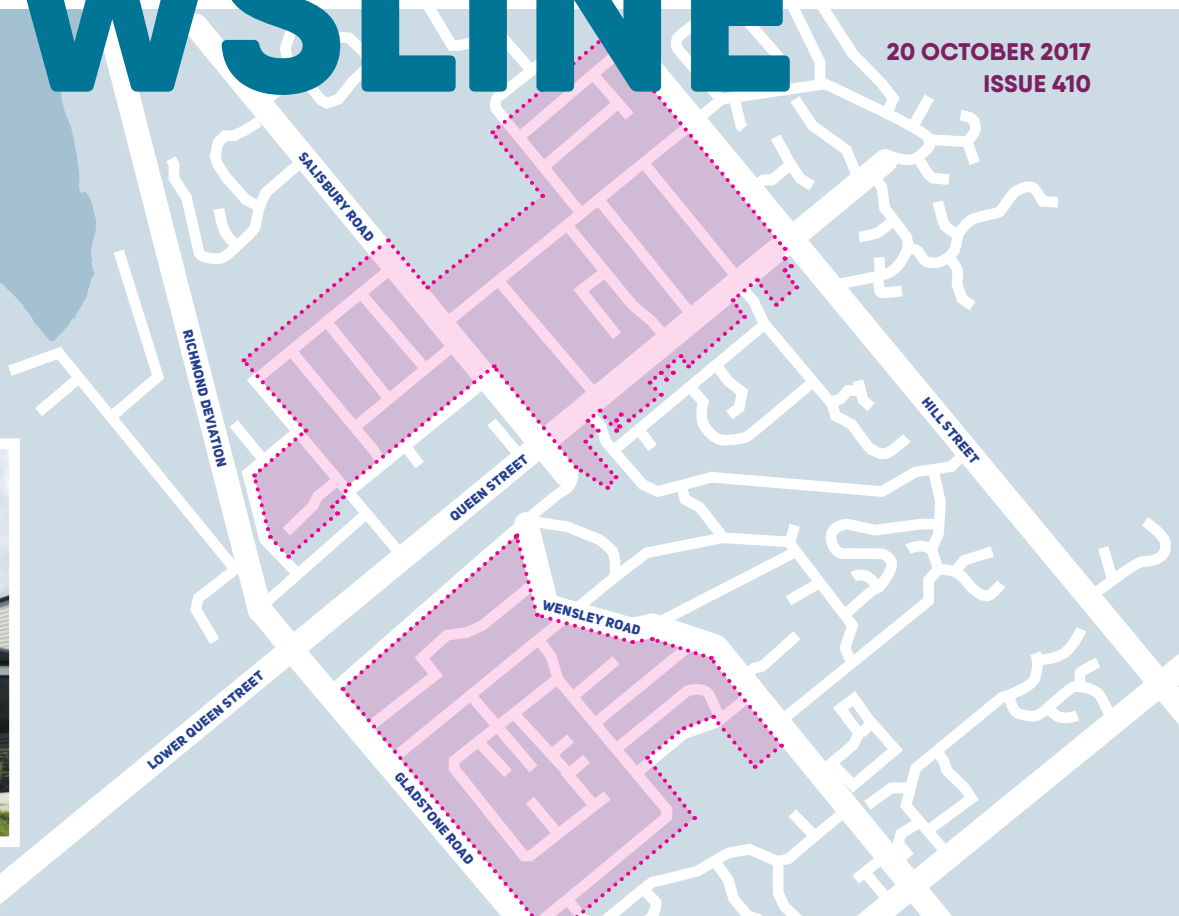 WSLINE
20 OCTOBER 2017
ISSUE 410
SALISBURY ROAD
RICHMOND DEVIATION
HILL STREET
QUEEN STREET
WENSLEY ROAD
LOWER QUEEN STREET
GLADSTONE ROAD